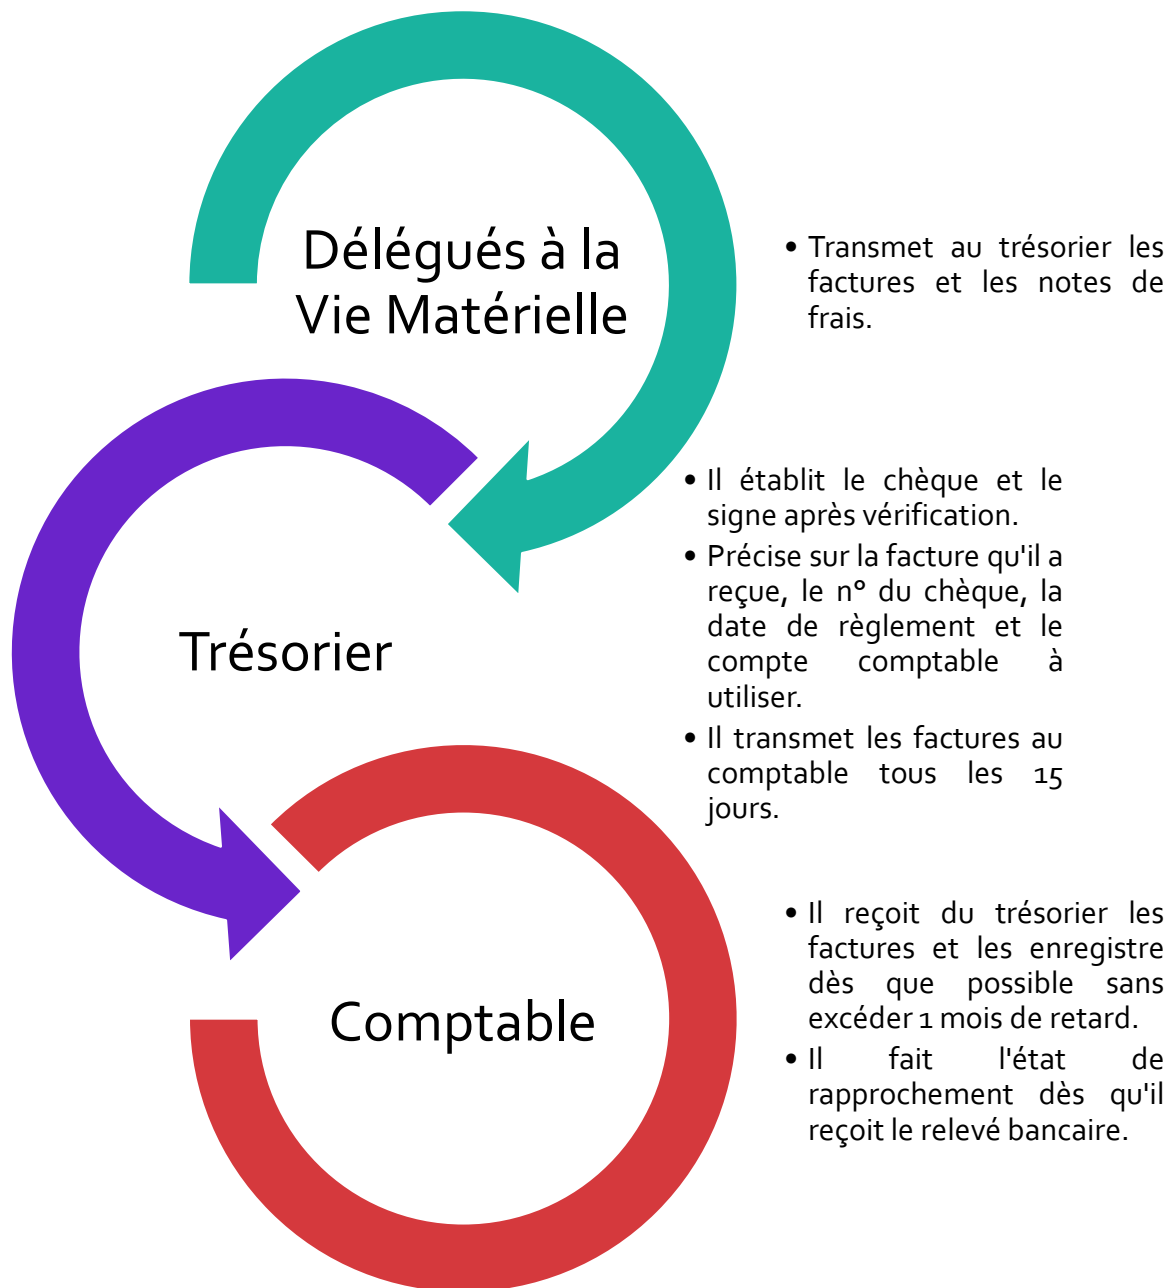 Délégués à la
Vie Matérielle
• Transmet au trésorier les
factures et les notes de
frais.
Trésorier
• Il établit le chèque et le
signe après vérification.
• Précise sur la facture qu'il a
reçue, le n° du chèque, la
date de règlement et le
compte comptable à
utiliser.
• Il transmet les factures au
comptable tous les 15
jours.
Comptable
• Il reçoit du trésorier les
factures et les enregistre
dès que possible sans
excéder 1 mois de retard.
• Il fait l'état de
rapprochement dès qu'il
reçoit le relevé bancaire.